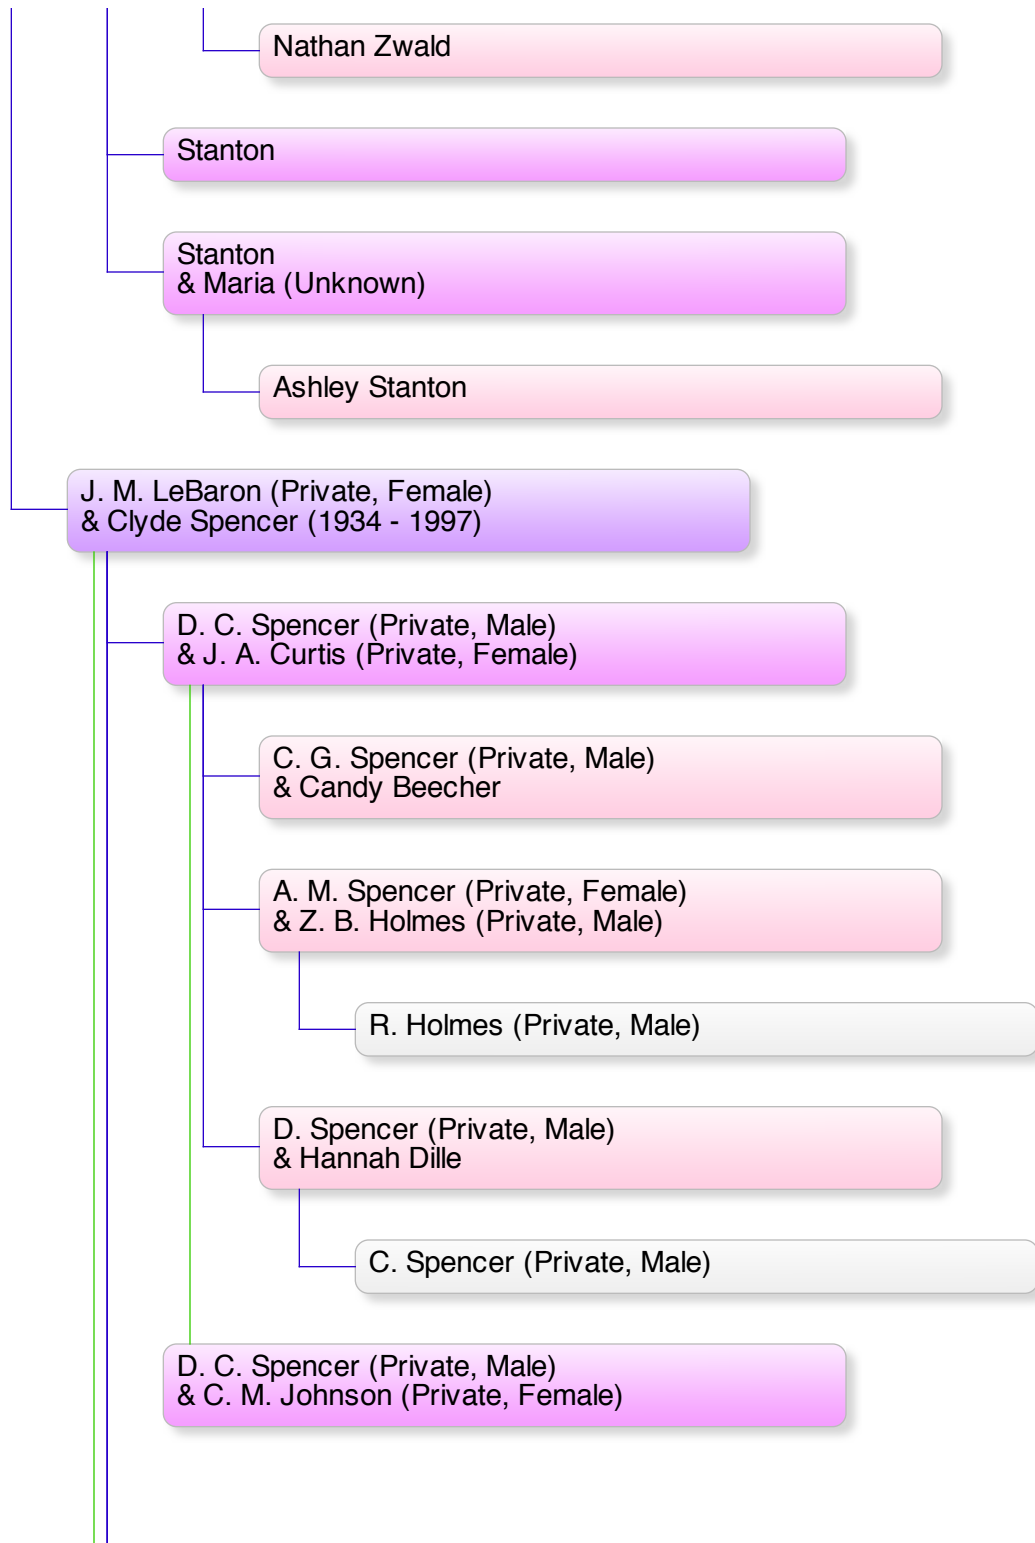 Nathan Zwald
Stanton
Stanton
& Maria (Unknown)
Ashley Stanton
J. M. LeBaron (Private, Female)
& Clyde Spencer (1934 - 1997)
D. C. Spencer (Private, Male)
& J. A. Curtis (Private, Female)
C. G. Spencer (Private, Male)
& Candy Beecher
A. M. Spencer (Private, Female)
& Z. B. Holmes (Private, Male)
R. Holmes (Private, Male)
D. Spencer (Private, Male)
& Hannah Dille
C. Spencer (Private, Male)
D. C. Spencer (Private, Male)
& C. M. Johnson (Private, Female)